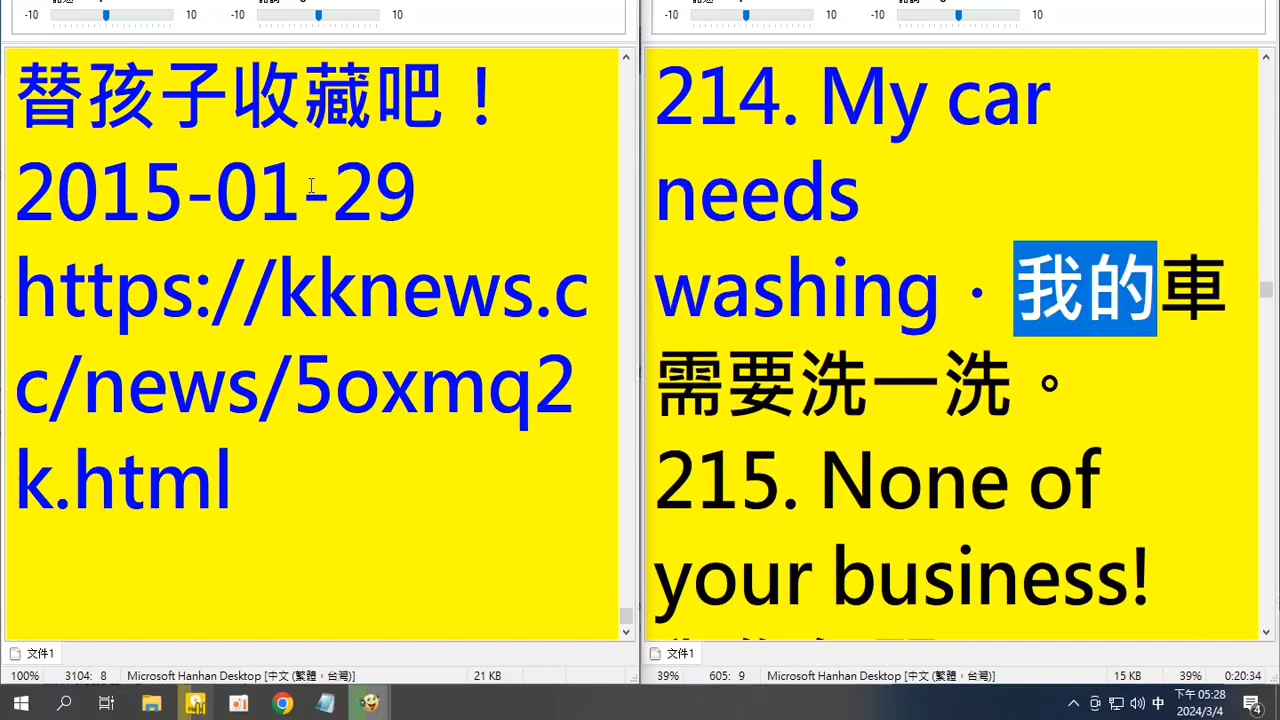 -10
10
-10
10
替孩子收藏吧！
2015-01-29
https://kknews.c
c/news/5oxmq2
k.html
文件1
100%
3104: 8
Microsoft Hanhan Desktop [中文 (繁體，台灣)]
21 KB
-10
10
-10
10
214. My car
needs
washing．我的車
需要洗一洗。
215. None of
your business!
文件1
39%
605: 9
Microsoft Hanhan Desktop [中文 (繁體，台灣)]
15 KB
39%
0:20:34
中
下午 05:28
2024/3/4
4